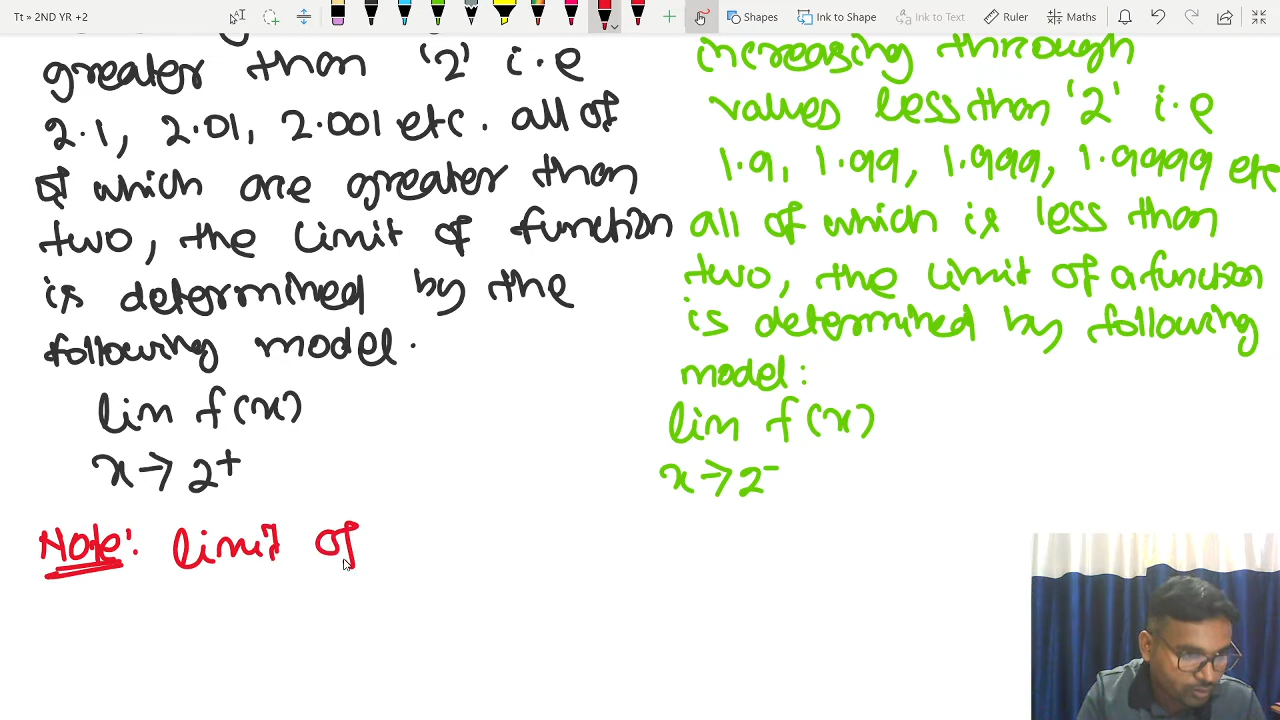 Tt » 2ND YR +2
Shapes
Ink to Shape
Ink to Text
Ruler
Maths
greater than '2' i.e
2.1, 2.01, 2.001 etc. all of
which are greater than
two, the limit of function
is determined by the
following model.
lim f(x)
x→2+
Note: limit of
increasing through
values less than '2' i.e
1.9, 1.99, 1.999, 1.9999 etc
all of which is less than
two, the limit of a function
is determined by following
model:
lim f(x)
x→2-